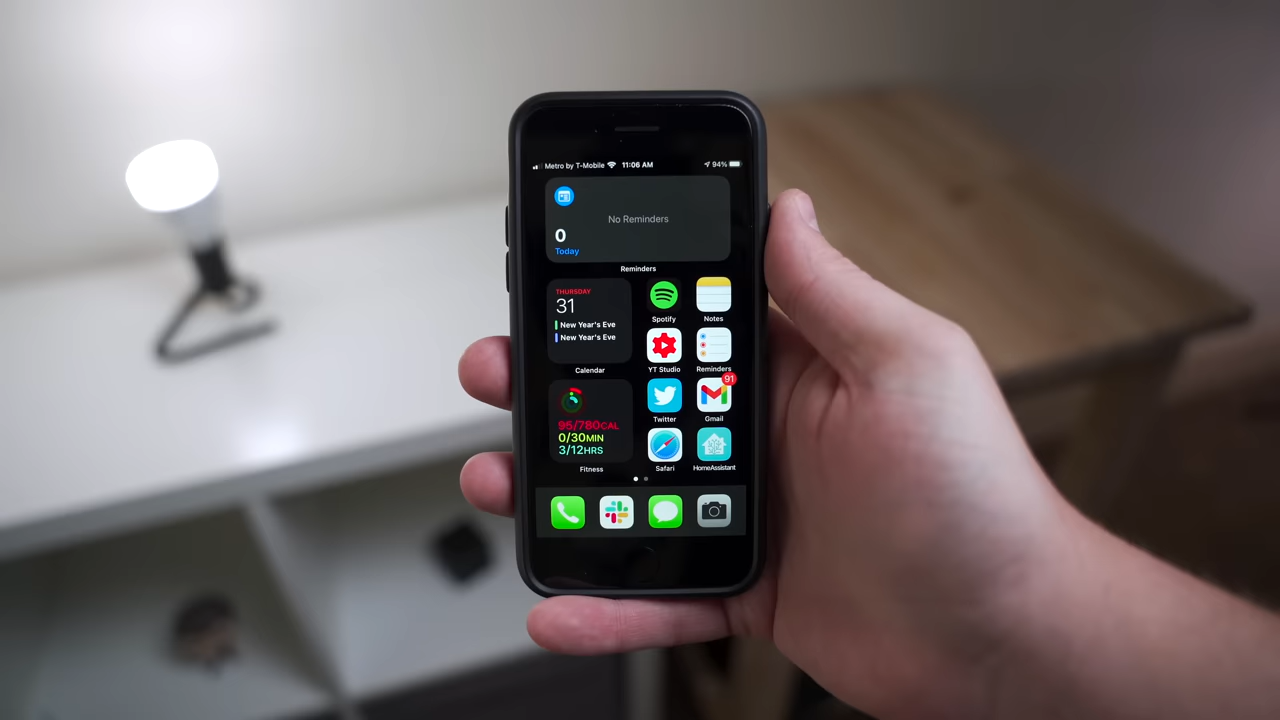 Metro by T-Mobile 11:06 AM 94%
No Reminders
0
Today
Reminders
THURSDAY
31
New Year's Eve
New Year's Eve
Calendar
Spotify
Notes
YT Studio
Reminders
95/780CAL
0/30MIN
3/12HRS
Fitness
Twitter
91
Gmail
Safari
HomeAssistant